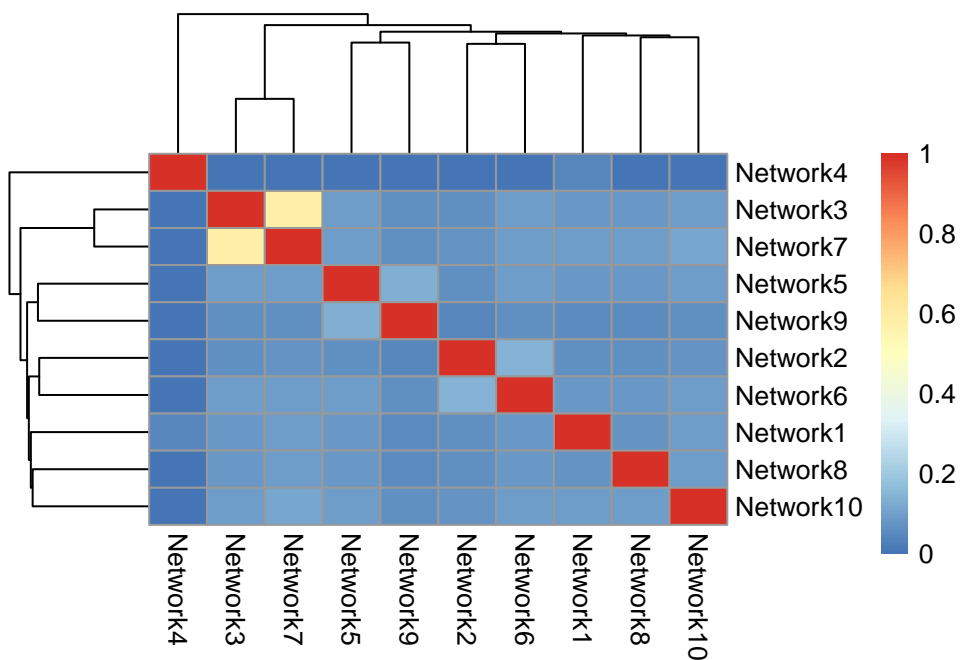 Network4
Network3
Network7
Network5
Network9
Network2
Network6
Network1
Network8
Network10
1
0.8
0.6
0.4
0.2
0
Network4
Network3
Network7
Network5
Network9
Network2
Network6
Network1
Network8
Network10